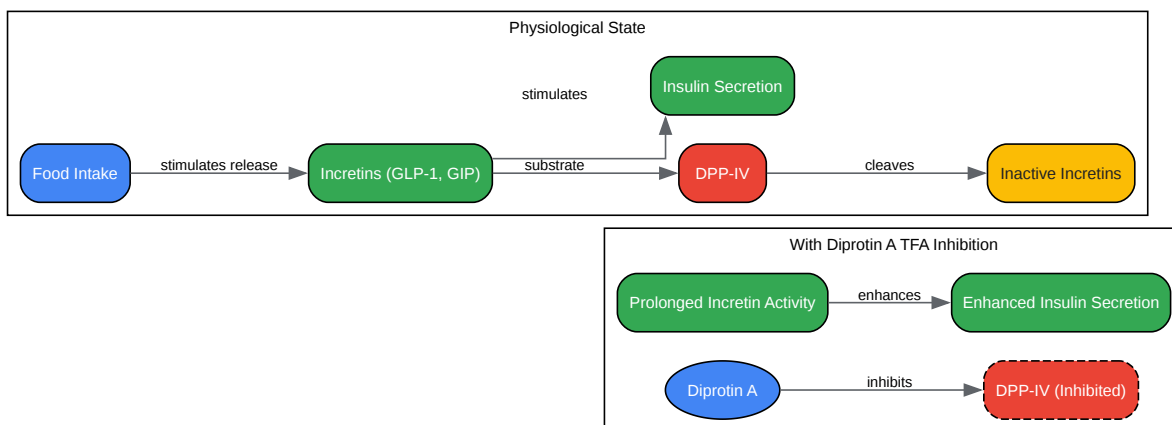 Physiological State
Insulin Secretion
stimulates
Food Intake
stimulates release
Incretins (GLP-1, GIP)
substrate
DPP-IV
cleaves
Inactive Incretins
With Diprotin A TFA Inhibition
Prolonged Incretin Activity
enhances
Enhanced Insulin Secretion
Diprotin A
inhibits
DPP-IV (Inhibited)